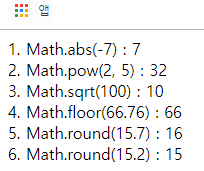 앱
1. Math.abs(-7) : 7
2. Math.pow(2, 5) : 32
3. Math.sqrt(100) : 10
4. Math.floor(66.76) : 66
5. Math.round(15.7) : 16
6. Math.round(15.2) : 15